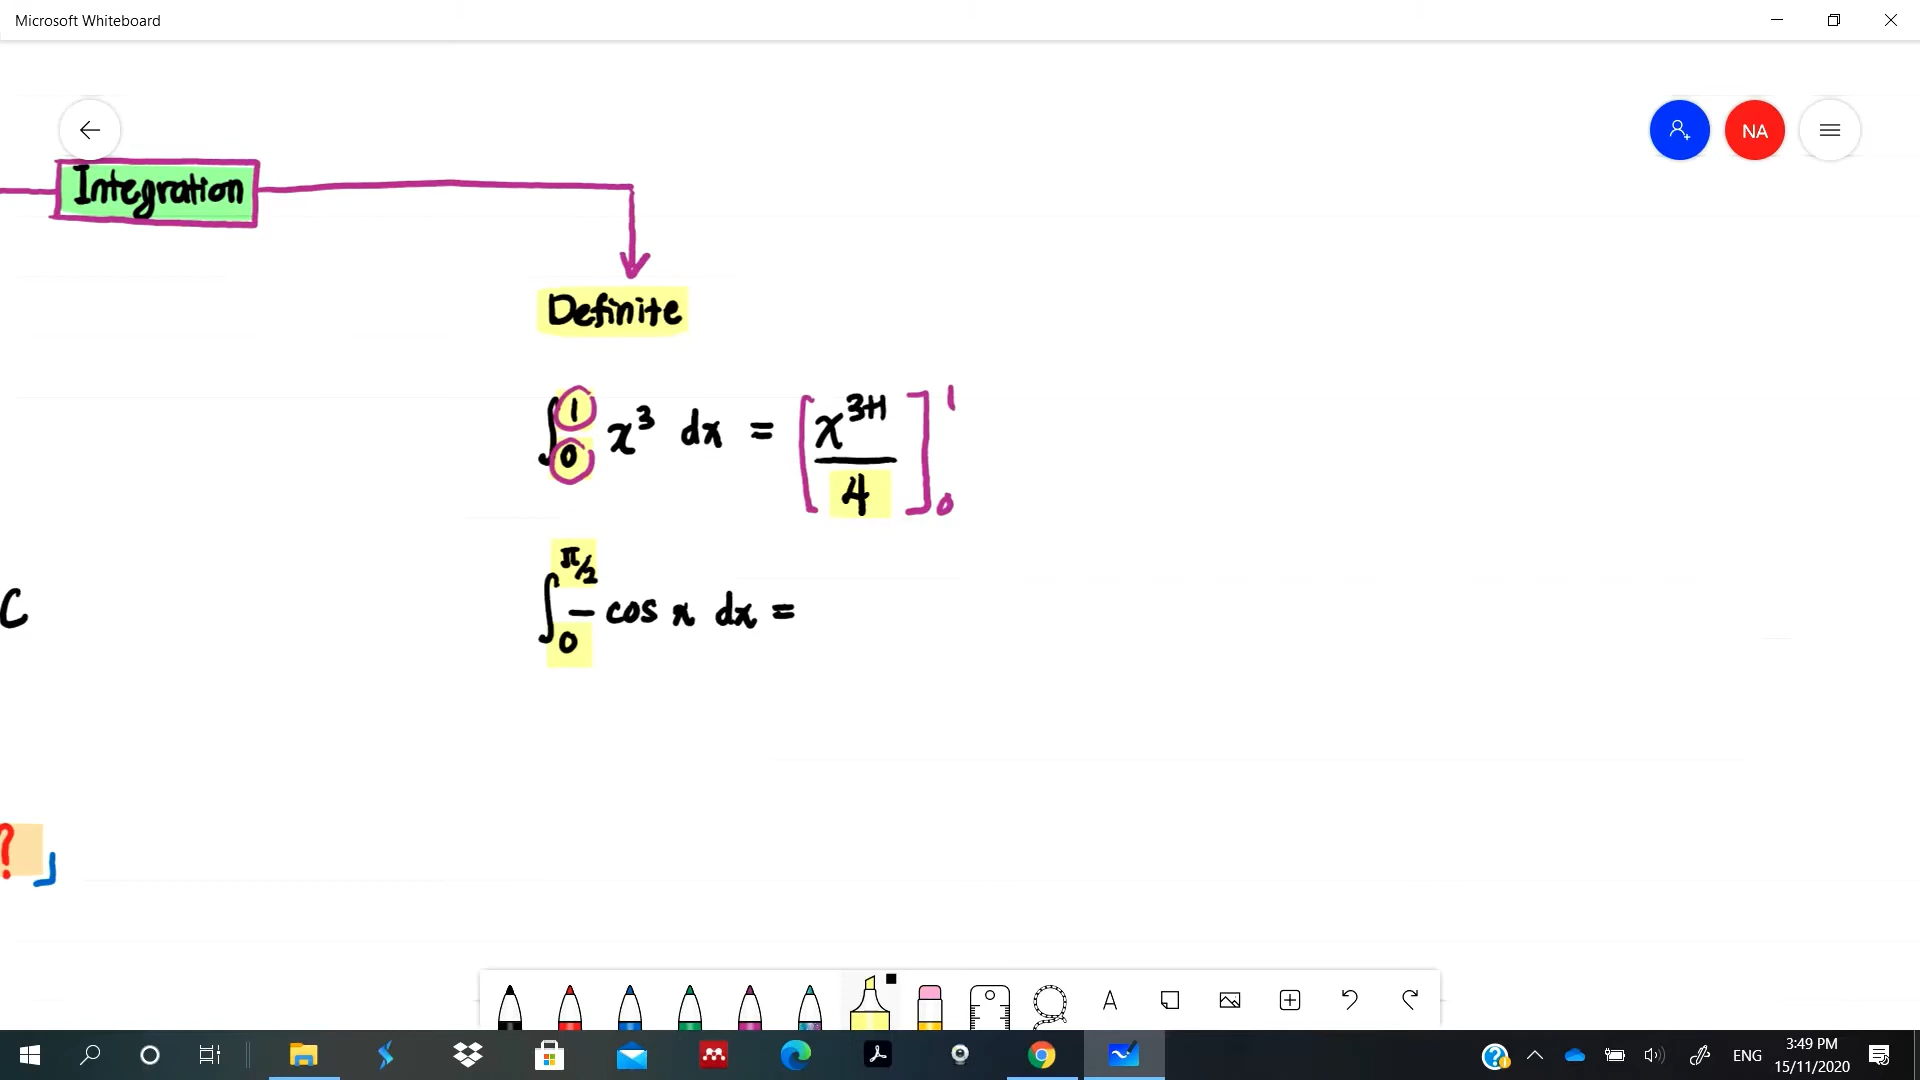 Microsoft Whiteboard
NA
Integration
Definite
∫₀¹ x³ dx = [x³⁺¹/4]₀¹
∫₀^π/2 cos x dx =
C
?
A
ENG
3:49 PM
15/11/2020